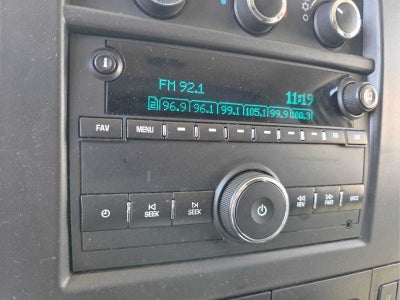 FM 92.1
11:19
2 96.9 96.1 99.1 105.1 99.9 100.3
FAV MENU
SEEK SEEK REV FWD